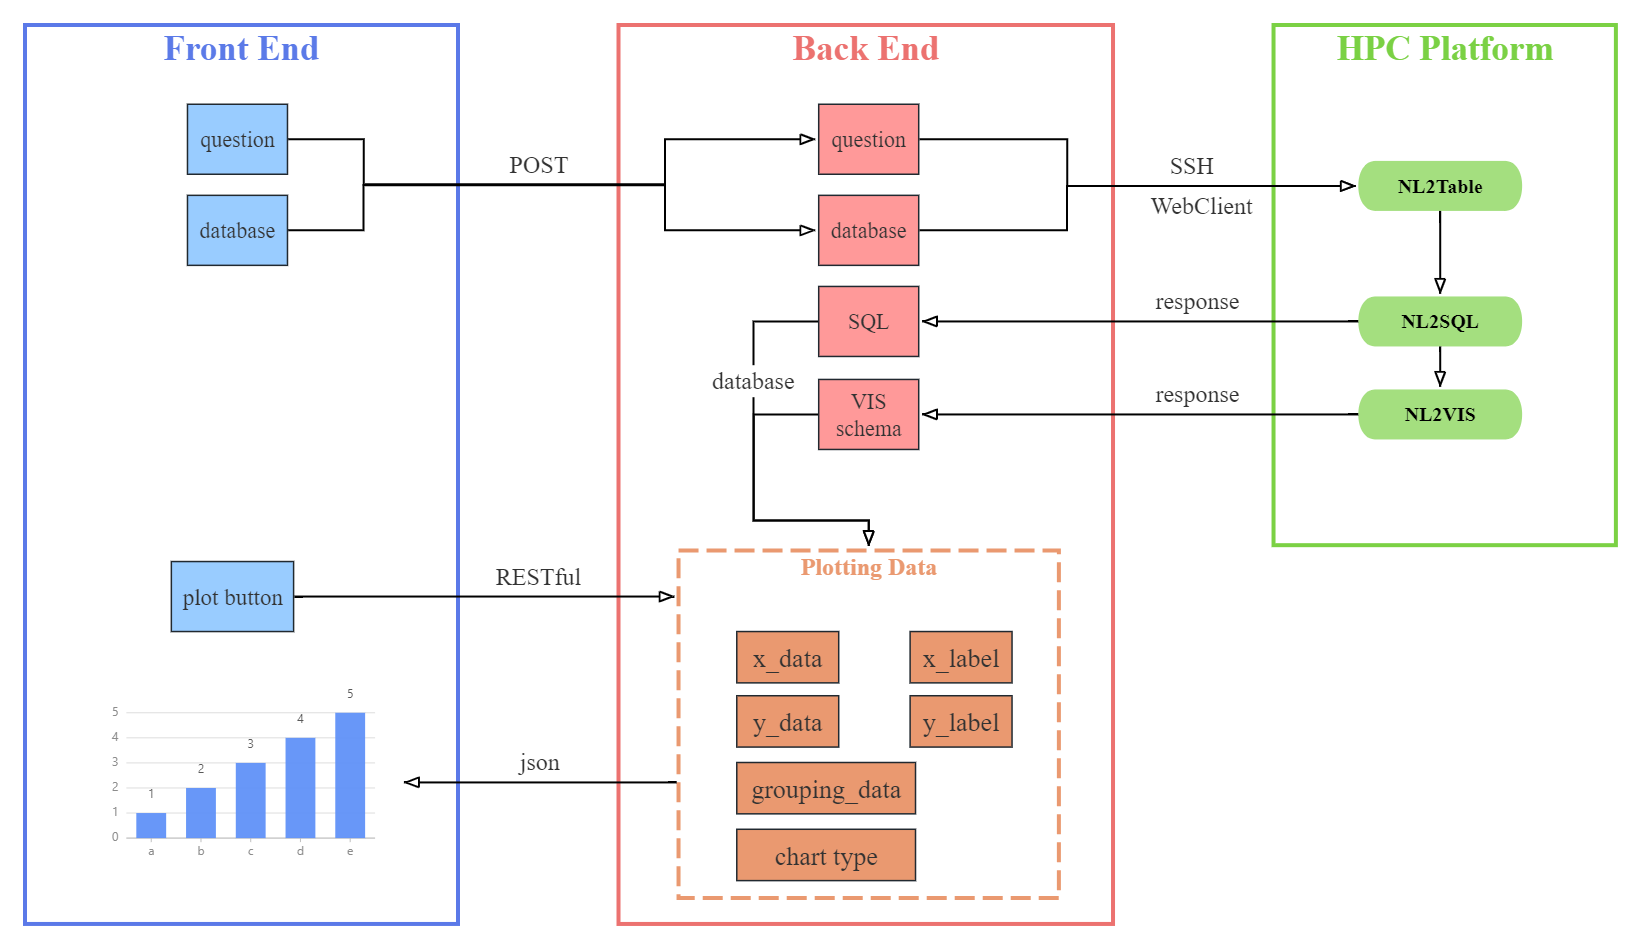 Front End
question
database
POST
plot button
RESTful
5
4
3
2
1
0
1
2
3
4
5
a
b
c
d
e
json
Back End
question
database
SQL
database
VIS
schema
Plotting Data
x_data
x_label
y_data
y_label
grouping_data
chart type
SSH
WebClient
response
response
HPC Platform
NL2Table
NL2SQL
NL2VIS